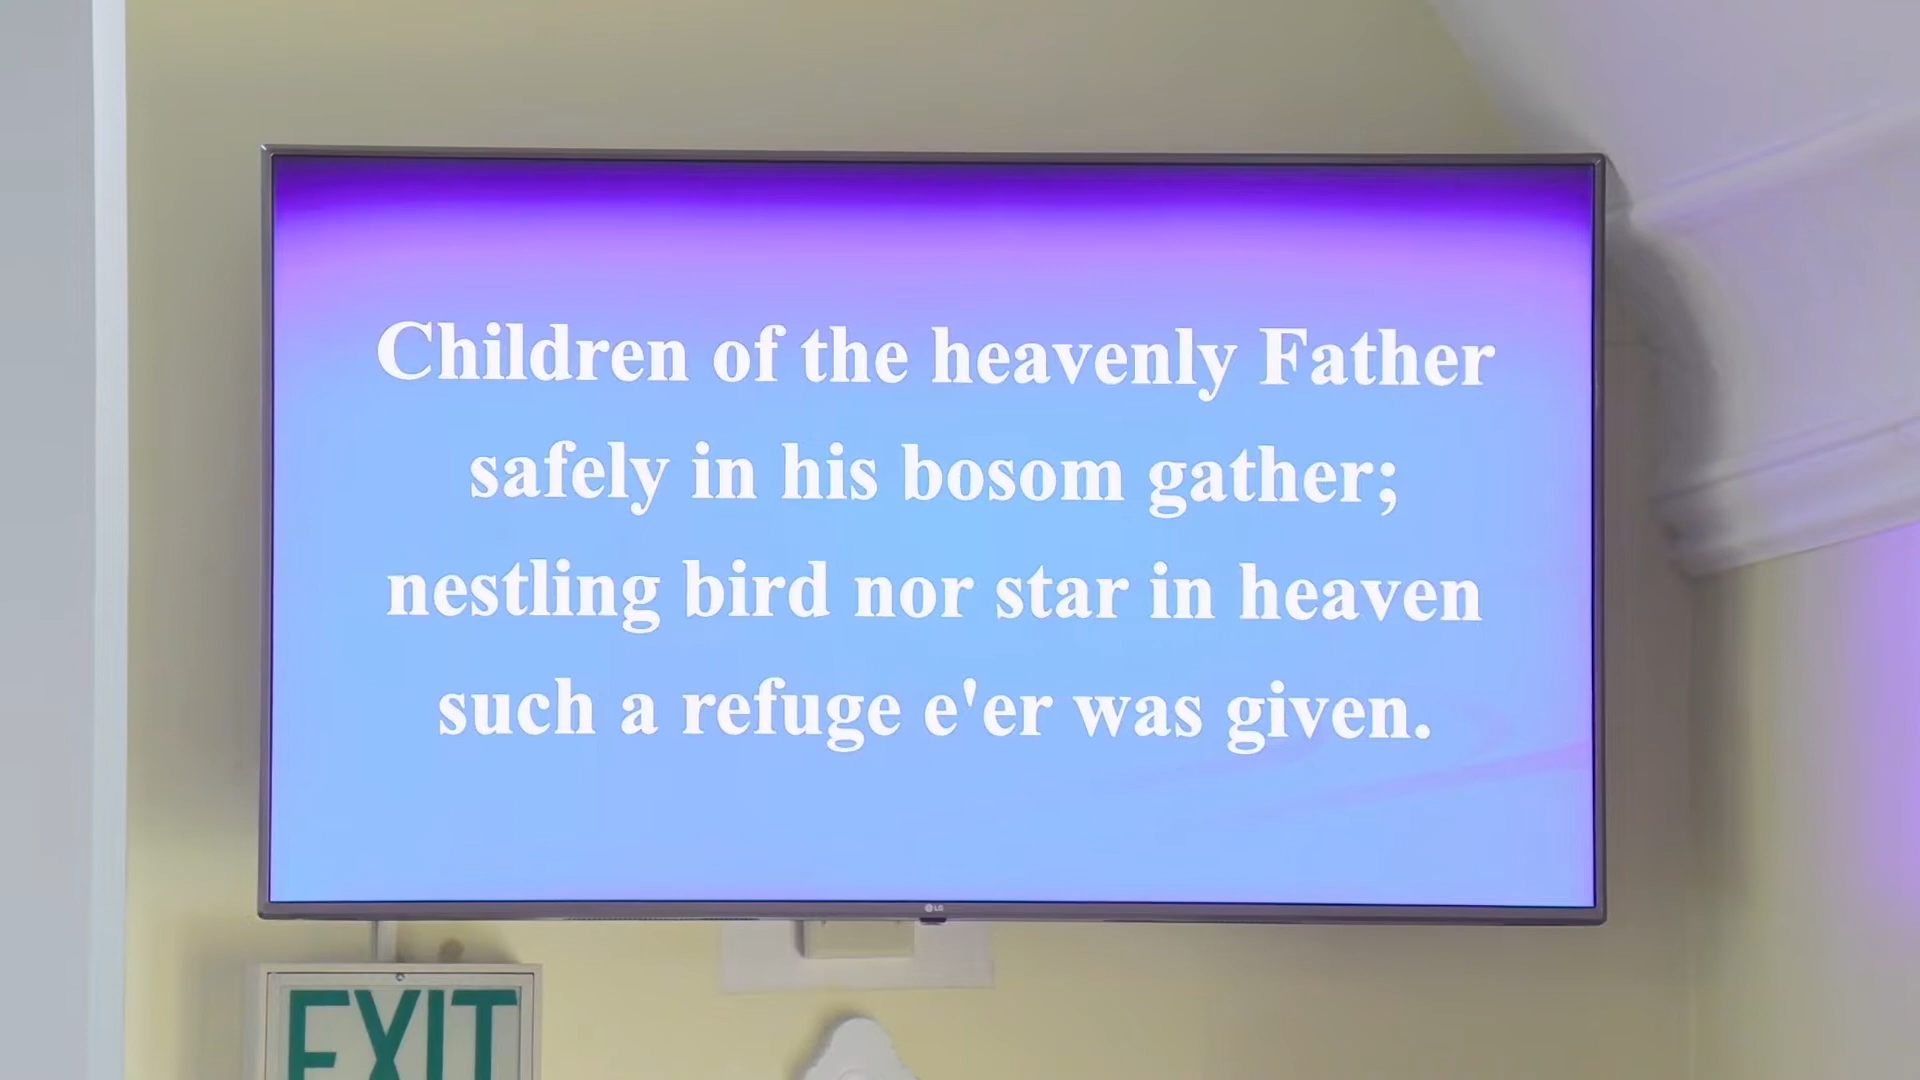 Children of the heavenly Father
safely in his bosom gather;
nestling bird nor star in heaven
such a refuge e'er was given.
LG
EXIT